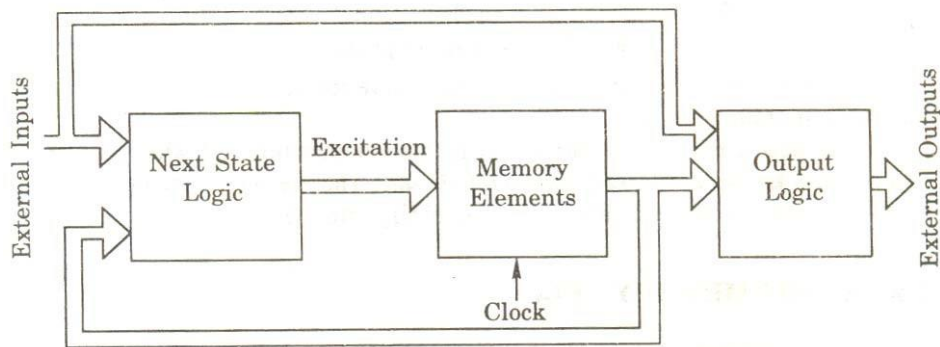 External Inputs
Next State
Logic
Excitation
Memory
Elements
Clock
Output
Logic
External Outputs